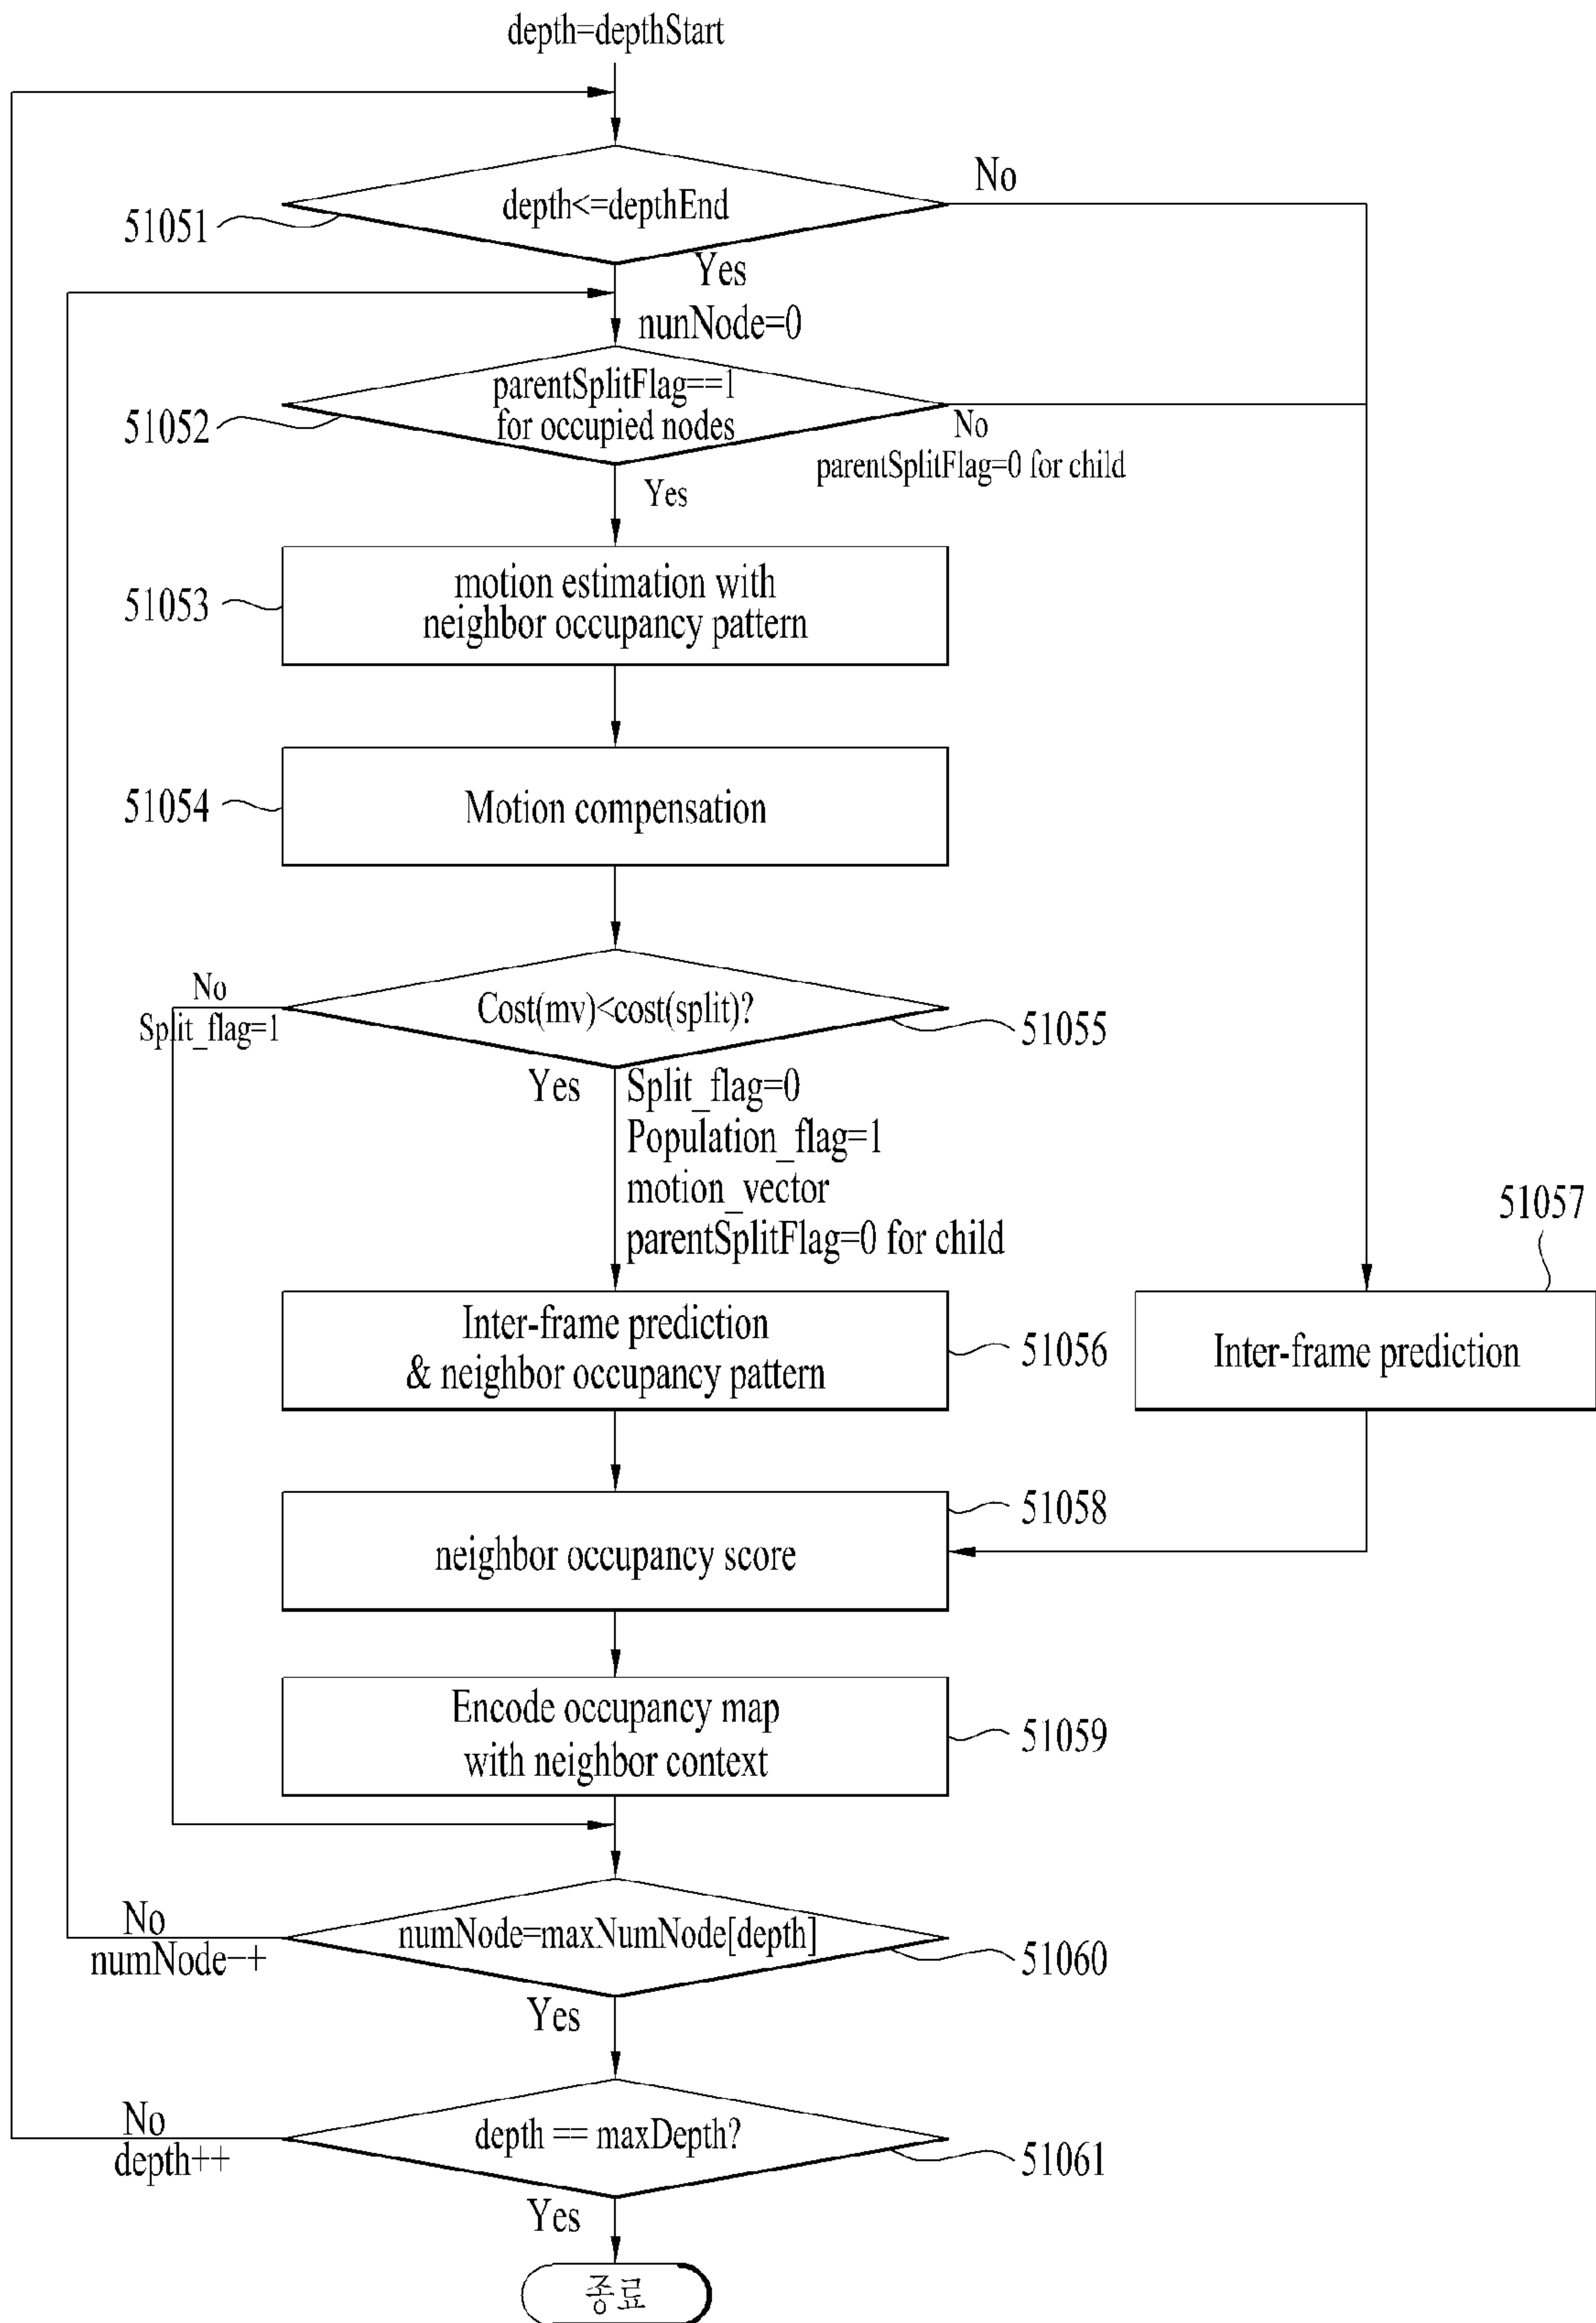 depth=depthStart
depth<=depthEnd
No
51051
Yes
nunNode=0
parentSplitFlag==1
for occupied nodes
51052
No
parentSplitFlag=0 for child
Yes
motion estimation with
neighbor occupancy pattern
51053
Motion compensation
51054
Cost(mv)<cost(split)?
No
Split_flag=1
51055
Yes
Split_flag=0
Population_flag=1
motion_vector
parentSplitFlag=0 for child
51057
Inter-frame prediction
& neighbor occupancy pattern
51056
Inter-frame prediction
51058
neighbor occupancy score
Encode occupancy map
with neighbor context
51059
No
numNode=maxNumNode[depth]
numNode-+
51060
Yes
No
depth == maxDepth?
depth++
51061
Yes
종료